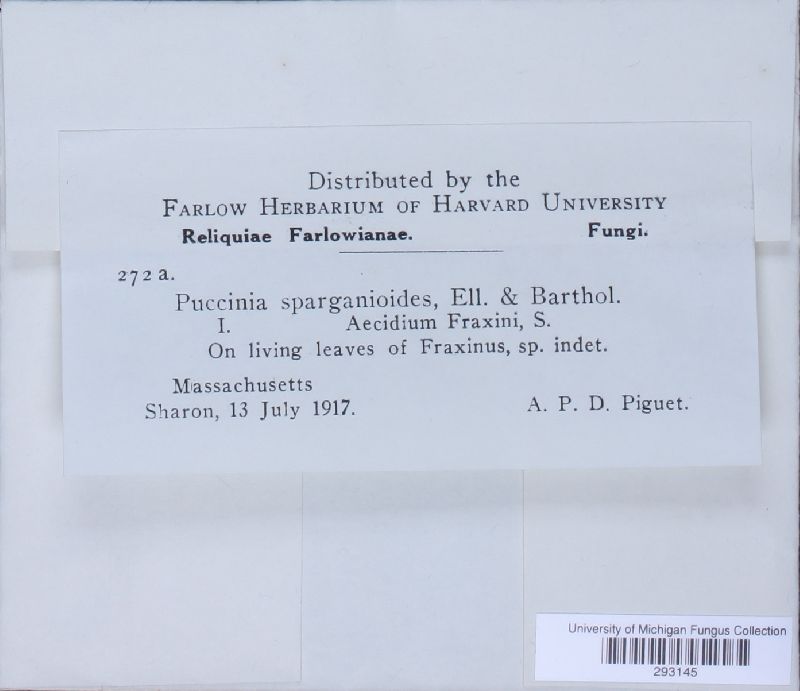 Distributed by the
FARLOW HERBARIUM OF HARVARD UNIVERSITY
Reliquiae Farlowianae. Fungi.
272 a.
Puccinia sparganioides, Ell. & Barthol.
I. Aecidium Fraxini, S.
On living leaves of Fraxinus, sp. indet.
Massachusetts
Sharon, 13 July 1917. A. P. D. Piguet.
University of Michigan Fungus Collection
293145